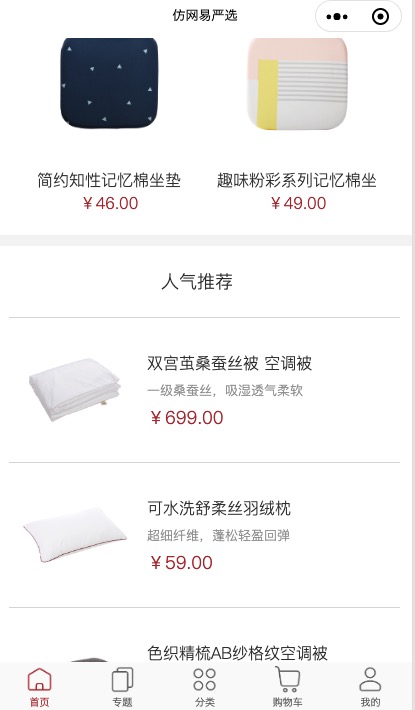 仿网易严选
简约知性记忆棉坐垫
趣味粉彩系列记忆棉坐
￥46.00
￥49.00
人气推荐
双宫茧桑蚕丝被 空调被
一级桑蚕丝，吸湿透气柔软
￥699.00
可水洗舒柔丝羽绒枕
超细纤维，蓬松轻盈回弹
￥59.00
色织精梳AB纱格纹空调被
首页
专题
分类
购物车
我的